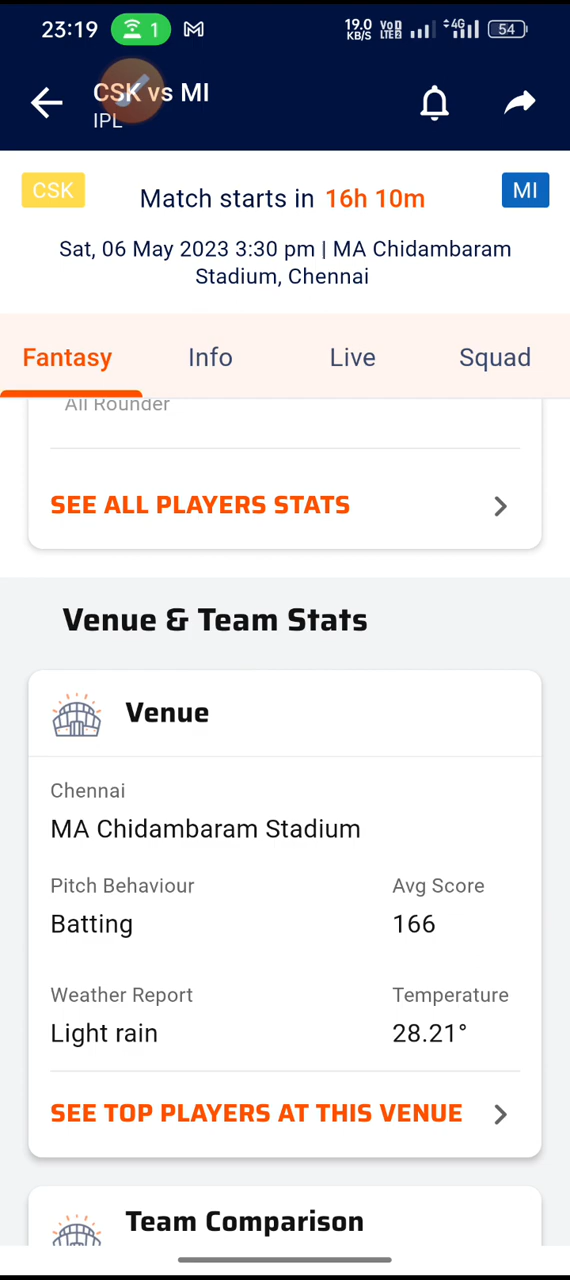 23:19 1 19.0 KB/S VoD LTE2 4G 54
CSK vs MI
IPL
CSK
Match starts in 16h 10m
MI
Sat, 06 May 2023 3:30 pm | MA Chidambaram
Stadium, Chennai
Fantasy Info Live Squad
All Rounder
SEE ALL PLAYERS STATS
Venue & Team Stats
Venue
Chennai
MA Chidambaram Stadium
Pitch Behaviour Avg Score
Batting 166
Weather Report Temperature
Light rain 28.21°
SEE TOP PLAYERS AT THIS VENUE
Team Comparison